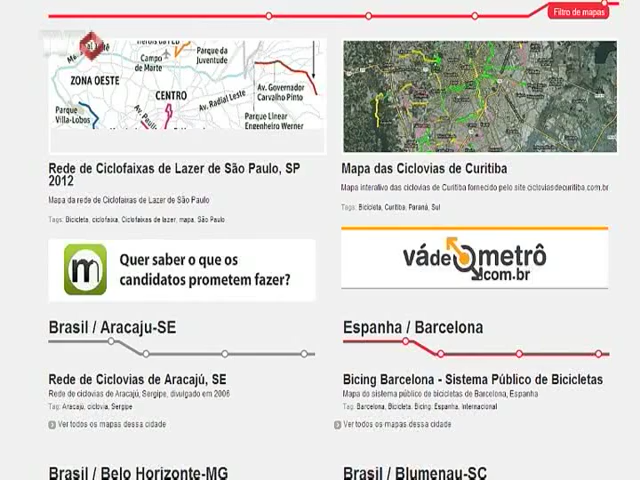 Filtro de mapas
Parque da
Juventude
Campo
de Marte
ZONA OESTE
Av. Governador
Carvalho Pinto
CENTRO
Av. Radial Leste
Parque
Villa-Lobos
Parque Linear
Engenheiro Werner
Rede de Ciclofaixas de Lazer de São Paulo, SP
2012
Mapa da rede de Ciclofaixas de Lazer de São Paulo
Tags: Bicicleta, ciclofaixa, Ciclofaixas de lazer, mapa, São Paulo
Mapa das Ciclovias de Curitiba
Mapa interativo das ciclovias de Curitiba fornecido pelo site ciclovasdecuritiba.com.br
Tags: Bicicleta, Curitiba, Paraná, Sul
m
Quer saber o que os
candidatos prometem fazer?
vádeometrô
.com.br
Brasil / Aracaju-SE
Rede de Ciclovias de Aracajú, SE
Rede de ciclovias de Aracajú, Sergipe, divulgado em 2006
Tag: Aracajú, ciclovia, Sergipe
Ver todos os mapas dessa cidade
Espanha / Barcelona
Bicing Barcelona - Sistema Público de Bicicletas
Mapa do sistema público de bicicletas de Barcelona, Espanha
Tag: Barcelona, Bicicleta, Bicing, Espanha, Internacional
Ver todos os mapas dessa cidade
Brasil / Belo Horizonte-MG
Brasil / Blumenau-SC